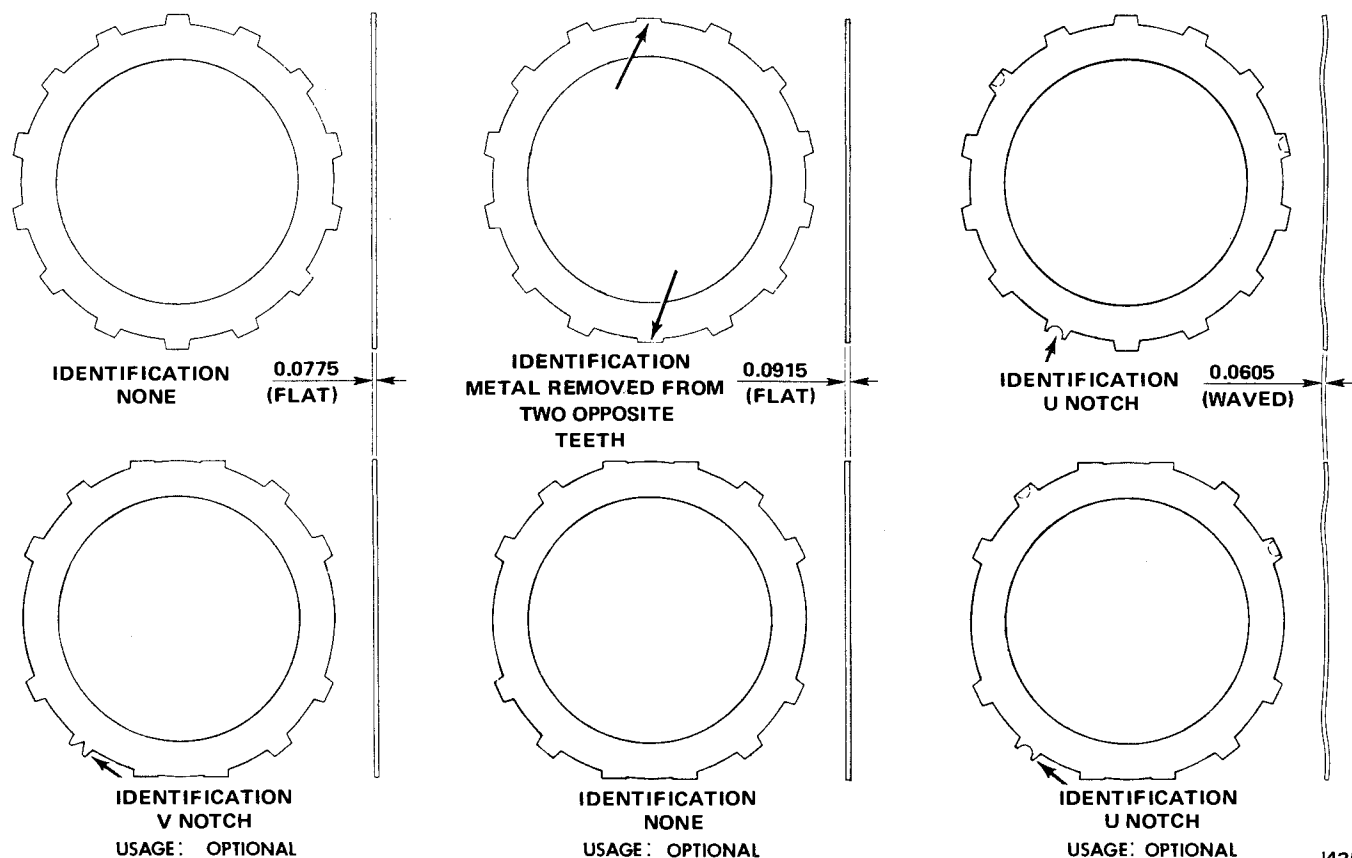 IDENTIFICATION
NONE
0.0775
(FLAT)
IDENTIFICATION
METAL REMOVED FROM
TWO OPPOSITE
TEETH
0.0915
(FLAT)
IDENTIFICATION
U NOTCH
0.0605
(WAVED)
IDENTIFICATION
V NOTCH
USAGE: OPTIONAL
IDENTIFICATION
NONE
USAGE: OPTIONAL
IDENTIFICATION
U NOTCH
USAGE: OPTIONAL